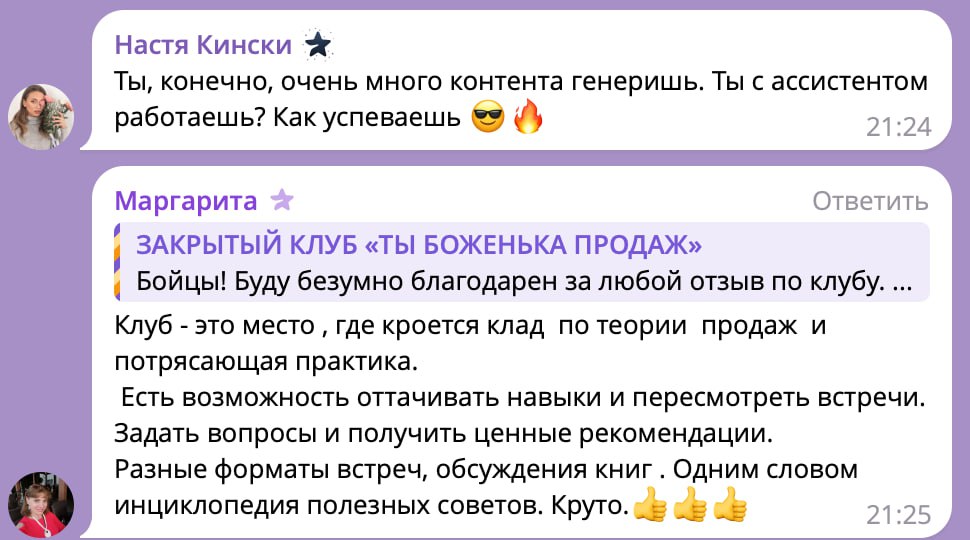 Настя Кински
Ты, конечно, очень много контента генеришь. Ты с ассистентом
работаешь? Как успеваешь 😎🔥
21:24
Маргарита
Ответить
ЗАКРЫТЫЙ КЛУБ «ТЫ БОЖЕНЬКА ПРОДАЖ»
Бойцы! Буду безумно благодарен за любой отзыв по клубу. ...
Клуб - это место , где кроется клад  по теории  продаж  и
потрясающая практика.
Есть возможность оттачивать навыки и пересмотреть встречи.
Задать вопросы и получить ценные рекомендации.
Разные форматы встреч, обсуждения книг . Одним словом
инциклопедия полезных советов. Круто.👍👍👍
21:25